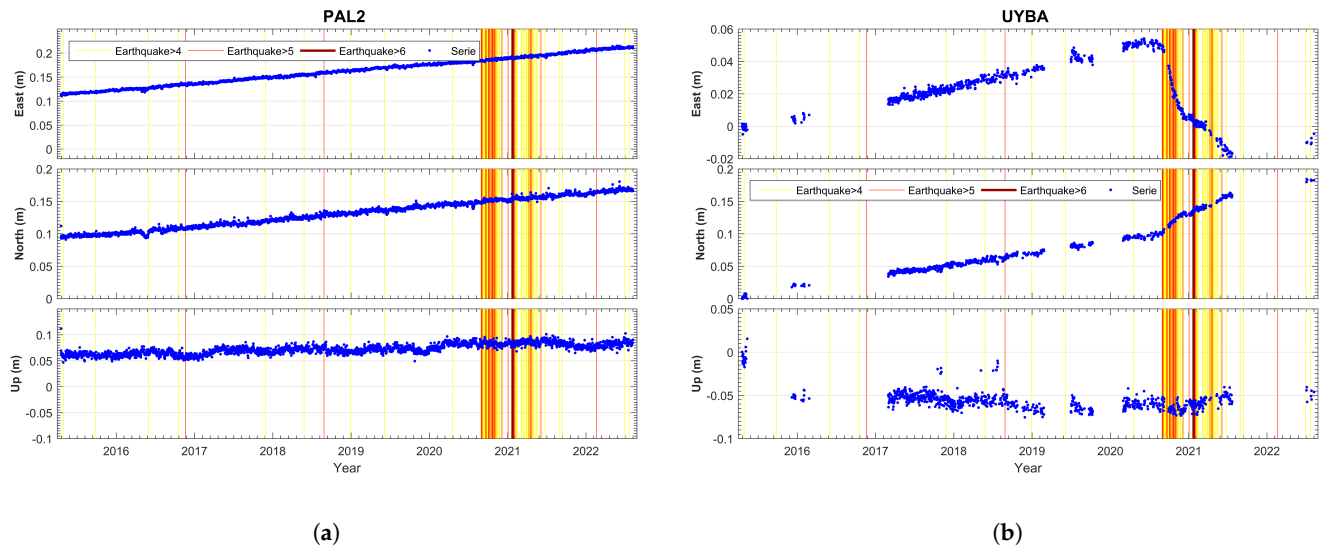 PAL2
Earthquake>4 Earthquake>5 Earthquake>6 Serie
0.2
0.15
0.1
0.05
0
East (m)
0.2
0.15
0.1
0.05
0
North (m)
0.1
0.05
0
-0.05
-0.1
Up (m)
2016 2017 2018 2019 2020 2021 2022
Year
(a)
UYBA
0.06
0.04
0.02
0
-0.02
East (m)
Earthquake>4 Earthquake>5 Earthquake>6 Serie
0.2
0.15
0.1
0.05
0
North (m)
0.05
0
-0.05
-0.1
Up (m)
2016 2017 2018 2019 2020 2021 2022
Year
(b)